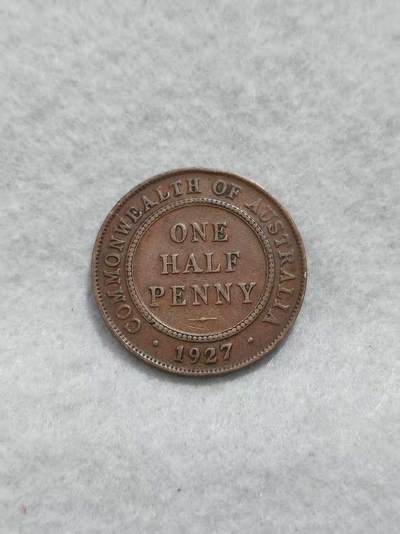 COMMONWEALTH OF AUSTRALIA
ONE
HALF
PENNY
· 1927 ·